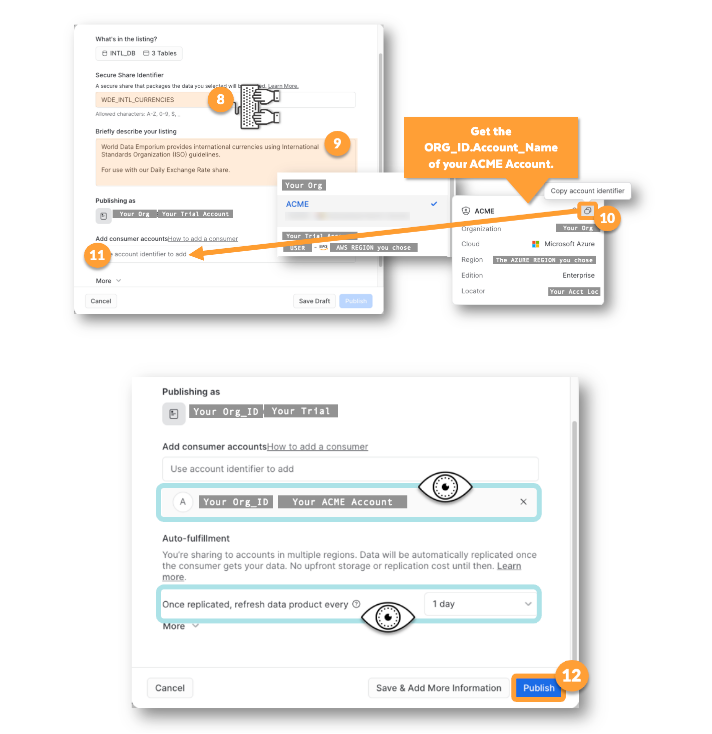 What's in the listing?
INTL_DB 3 Tables
Secure Share Identifier
A secure share that packages the data you selected will be Learn More.
WDE_INTL_CURRENCIES
8
Allowed characters: A-Z, 0-9, $, _
Briefly describe your listing
9
World Data Emporium provides international currencies using International
Standards Organization (ISO) guidelines.
For use with our Daily Exchange Rate share.
Get the
ORG_ID.Account_Name
of your ACME Account.
Publishing as
Your Org Your Trial Account
Add consumer accounts How to add a consumer
11
account identifier to add
More
Cancel
Save Draft
Publish
Your Org
ACME
Your Trial Account
USER - AWS REGION you chose
Copy account identifier
ACME
10
Organization Your Org
Cloud Microsoft Azure
Region The AZURE REGION you chose
Edition Enterprise
Locator Your Acct Loc
Publishing as
Your Org_ID Your Trial
Add consumer accounts How to add a consumer
Use account identifier to add
A Your Org_ID Your ACME Account ×
Auto-fulfillment
You're sharing to accounts in multiple regions. Data will be automatically replicated once
the consumer gets your data. No upfront storage or replication cost until then. Learn
more.
Once replicated, refresh data product every 1 day
More
12
Cancel
Save & Add More Information
Publish